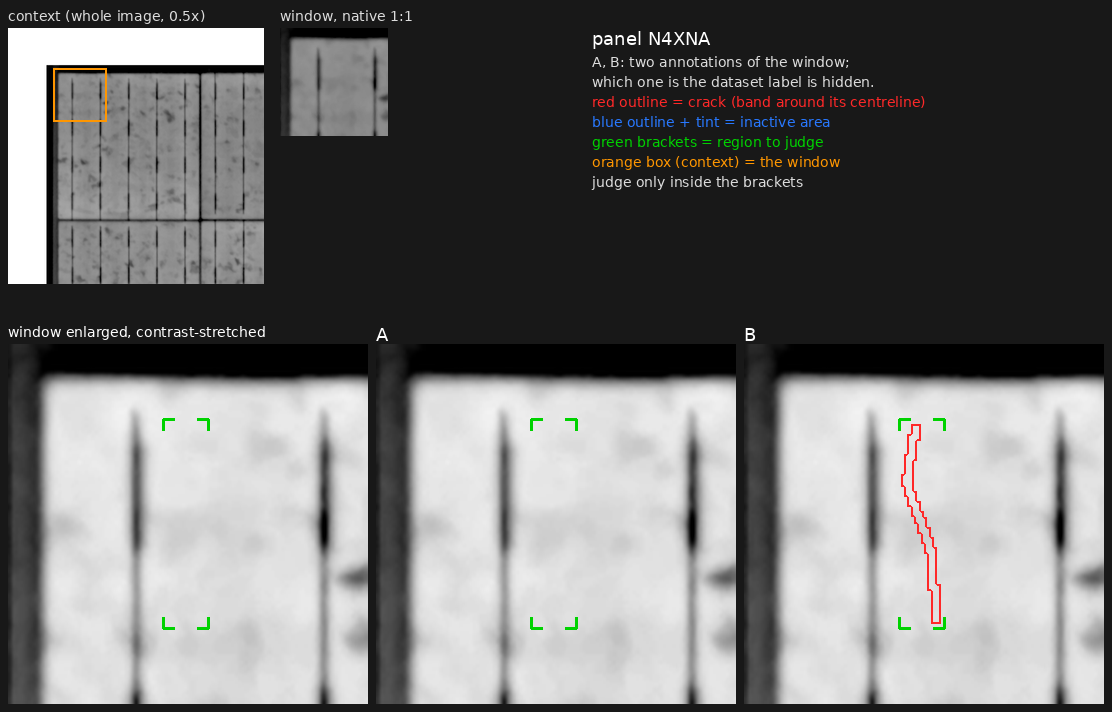 context (whole image, 0.5x)
window, native 1:1
panel N4XNA
A, B: two annotations of the window;
which one is the dataset label is hidden.
red outline = crack (band around its centreline)
blue outline + tint = inactive area
green brackets = region to judge
orange box (context) = the window
judge only inside the brackets
window enlarged, contrast-stretched
A
B